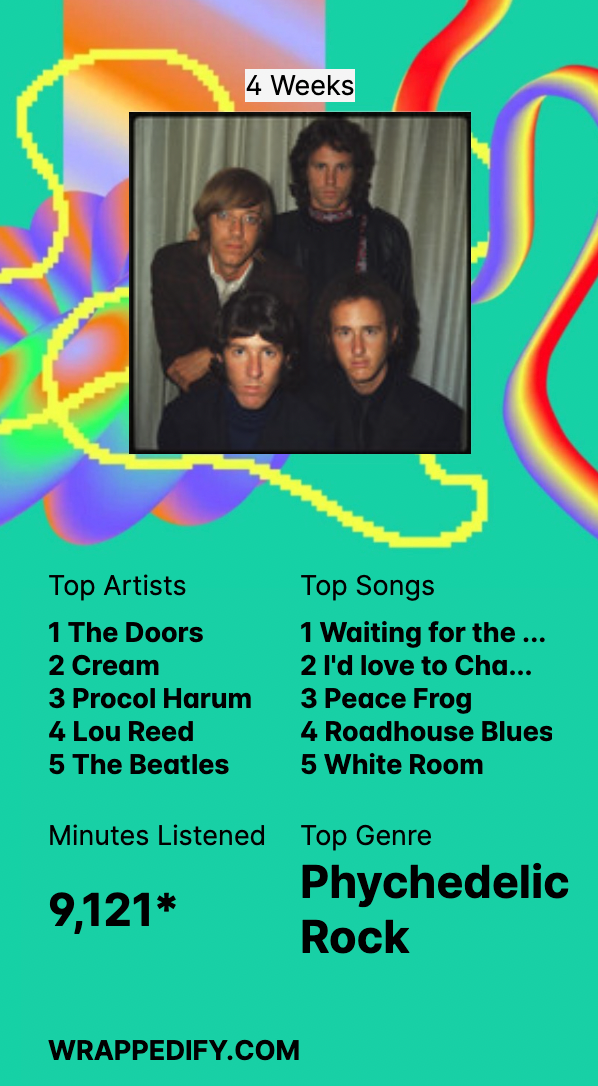 4 Weeks
Top Artists
1 The Doors
2 Cream
3 Procol Harum
4 Lou Reed
5 The Beatles
Top Songs
1 Waiting for the ...
2 I'd love to Cha...
3 Peace Frog
4 Roadhouse Blues
5 White Room
Minutes Listened
9,121*
Top Genre
Phychedelic
Rock
WRAPPEDIFY.COM